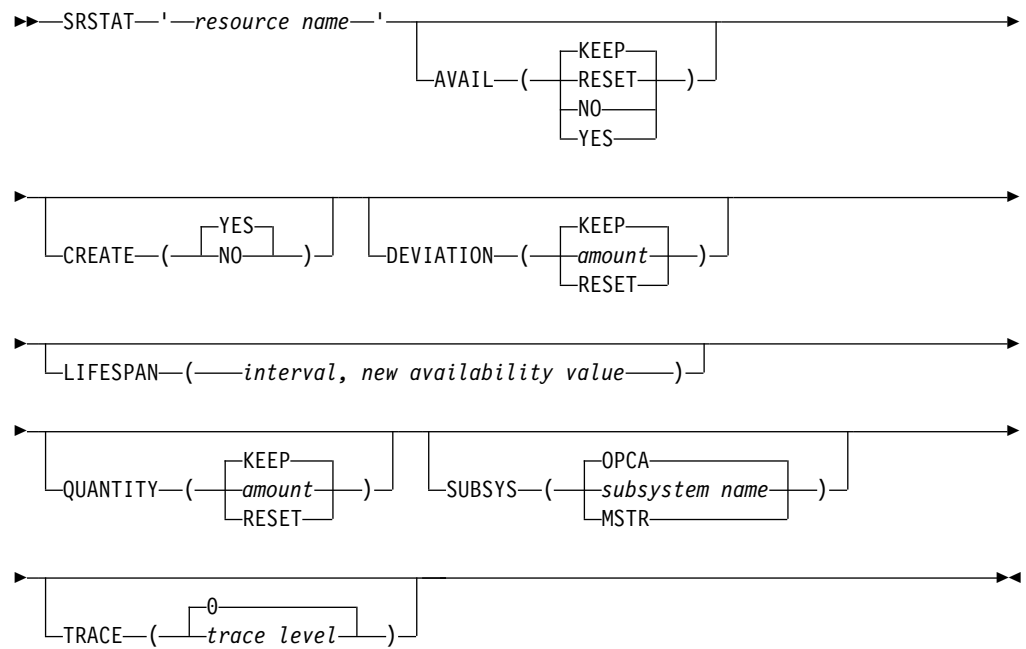 SRSTAT ' resource name '
KEEP
AVAIL ( RESET )
NO
YES
YES KEEP
CREATE ( NO ) DEVIATION ( amount )
RESET
LIFESPAN ( interval, new availability value )
KEEP OPCA
QUANTITY ( amount ) SUBSYS ( subsystem name )
RESET MSTR
0
TRACE ( trace level )